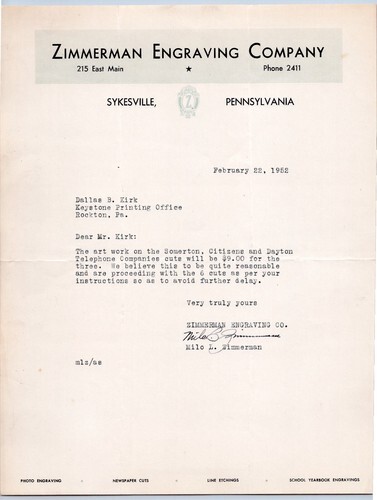 ZIMMERMAN ENGRAVING COMPANY
215 East Main ★ Phone 2411
SYKESVILLE, Z PENNSYLVANIA
February 22, 1952
Dallas B. Kirk
Keystone Printing Office
Rockton, Pa.
Dear Mr. Kirk:
The art work on the Somerton, Citizens and Dayton
Telephone Companies cuts will be $9.00 for the
three. We believe this to be quite reasonable
and are proceeding with the 6 cuts as per your
instructions so as to avoid further delay.
Very truly yours
ZIMMERMAN ENGRAVING CO.
Milo L. Zimmerman
Milo L. Zimmerman
mlz/as
PHOTO ENGRAVING · NEWSPAPER CUTS · LINE ETCHINGS · SCHOOL YEARBOOK ENGRAVINGS